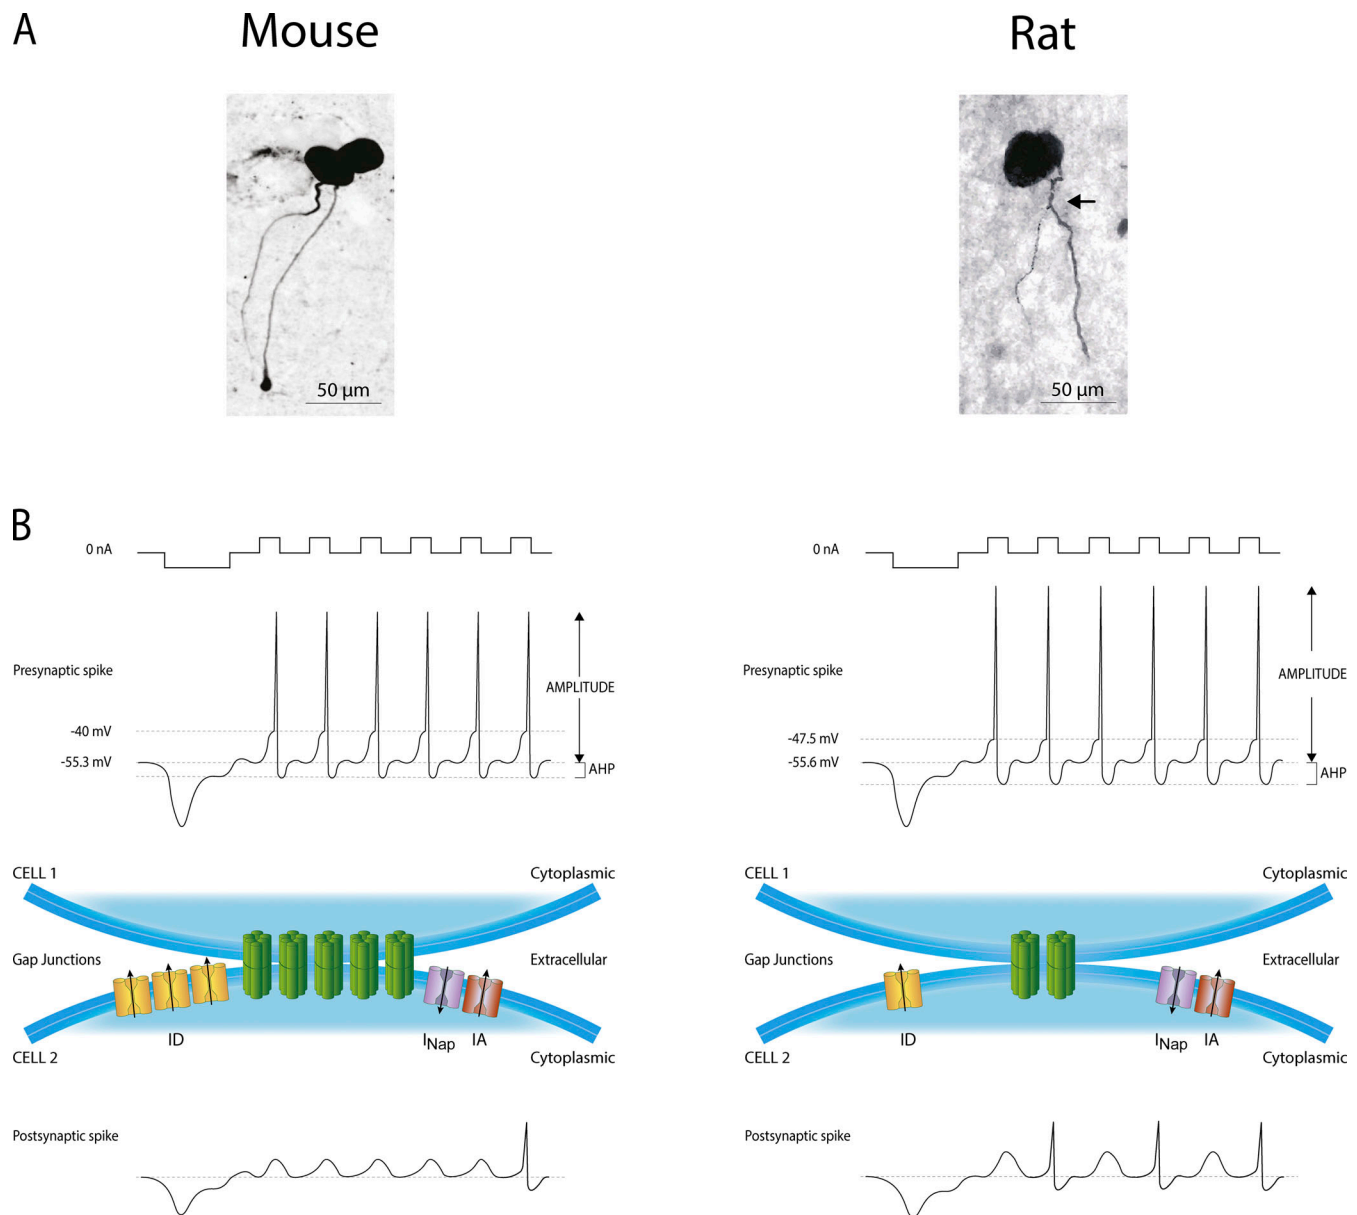 A
Mouse
Rat
50 µm
50 µm
B
0 nA
Presynaptic spike
-40 mV
-55.3 mV
AMPLITUDE
AHP
CELL 1
Cytoplasmic
Gap Junctions
Extracellular
ID
INap
IA
CELL 2
Cytoplasmic
Postsynaptic spike
0 nA
Presynaptic spike
-47.5 mV
-55.6 mV
AMPLITUDE
AHP
CELL 1
Cytoplasmic
Gap Junctions
Extracellular
ID
INap
IA
CELL 2
Cytoplasmic
Postsynaptic spike